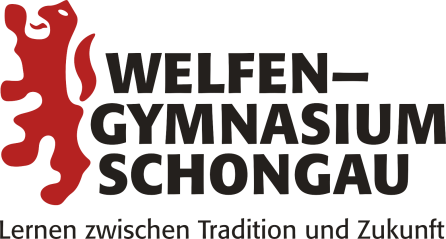 WELFEN–
GYMNASIUM
SCHONGAU
Lernen zwischen Tradition und Zukunft